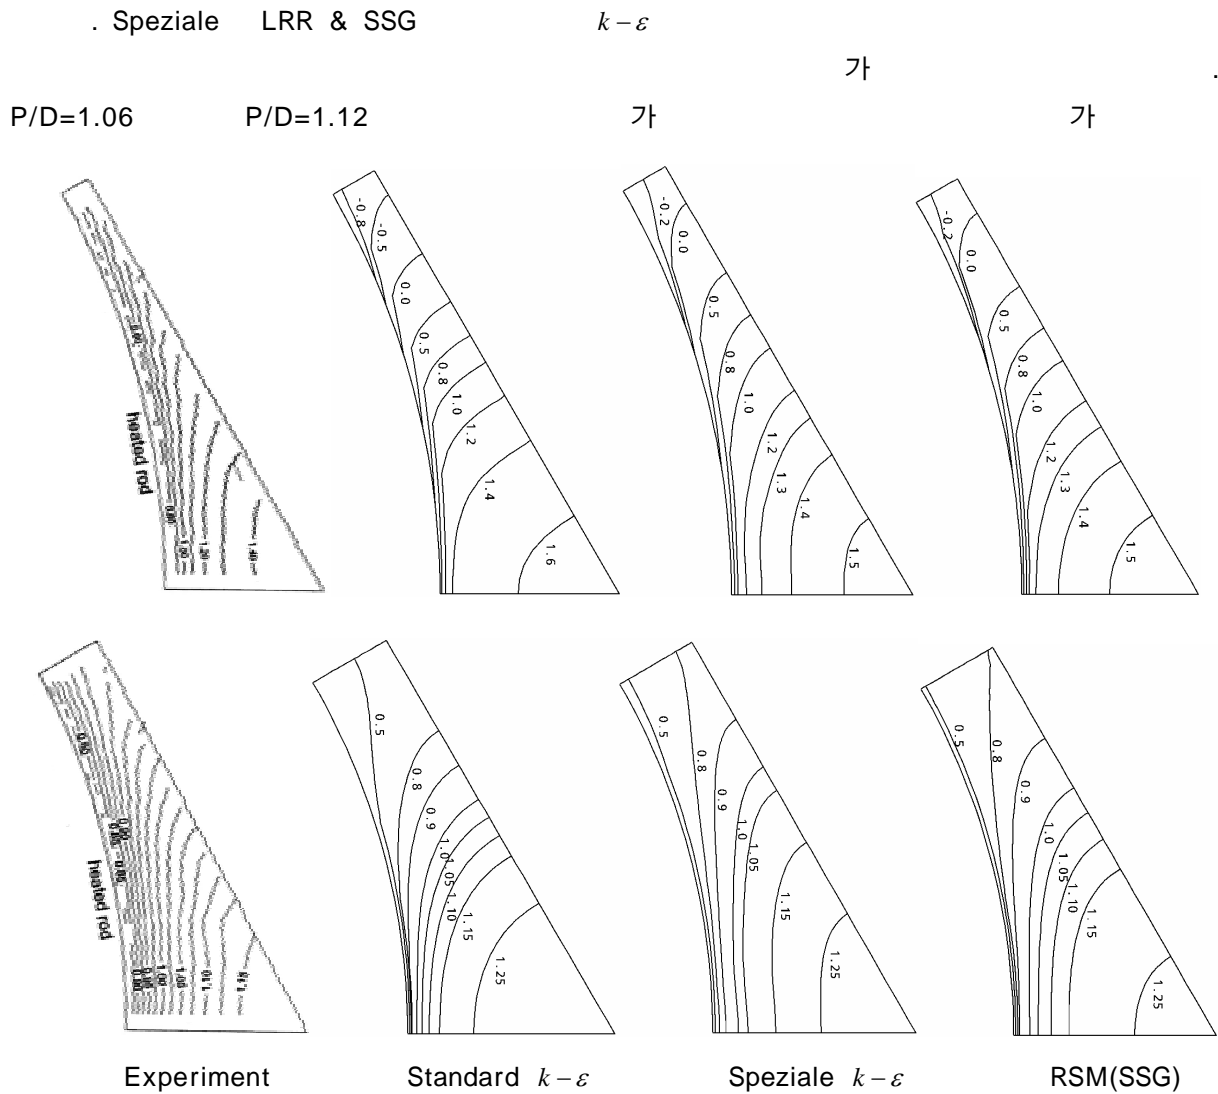 . Speziale LRR & SSG k – ε
가 .
P/D=1.06 P/D=1.12 가 가
-0.8 -0.5 0.0 0.5 0.8 1.0 1.2 1.4 1.6
-0.2 0.0 0.5 0.8 1.0 1.2 1.3 1.4 1.5
-0.2 0.0 0.5 0.8 1.0 1.2 1.3 1.4 1.5
heated rod
0.5 0.8 0.9 1.0 1.05 1.10 1.15 1.25
0.5 0.8 0.9 1.0 1.05 1.15 1.25
0.5 0.8 0.9 1.0 1.05 1.10 1.15 1.25
heated rod
Experiment Standard k – ε Speziale k – ε RSM(SSG)